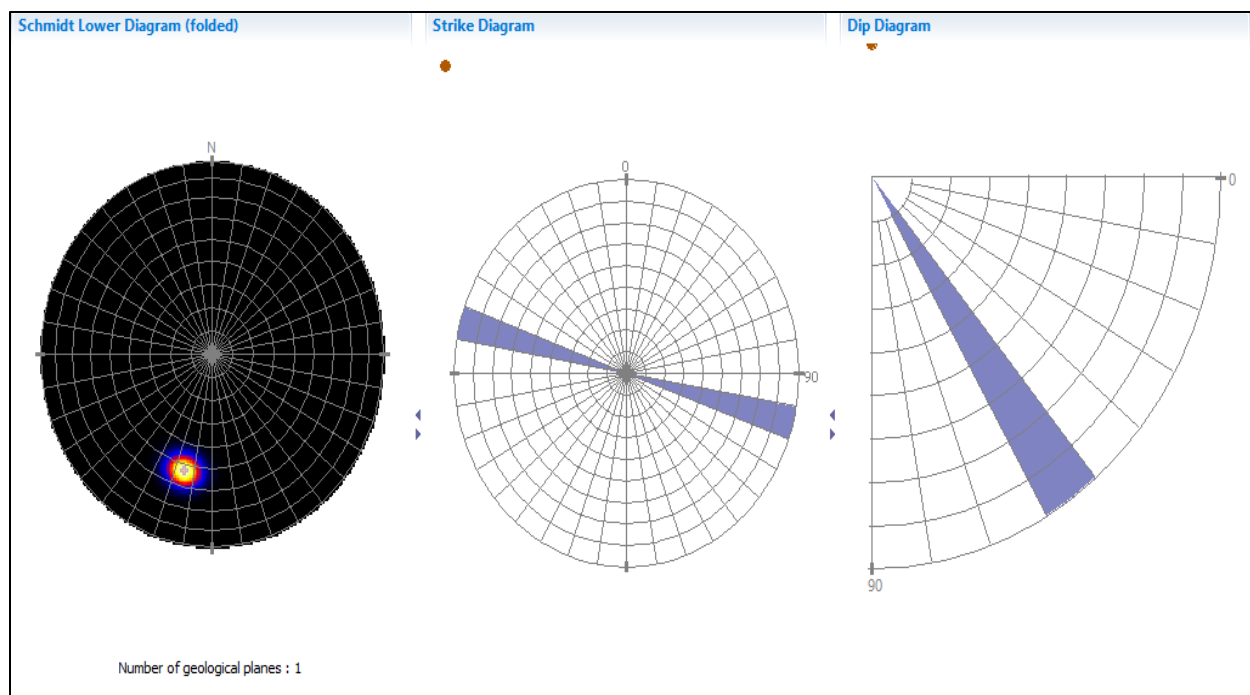 Schmidt Lower Diagram (folded)
Strike Diagram
Dip Diagram
N
0
90
0
90
Number of geological planes : 1